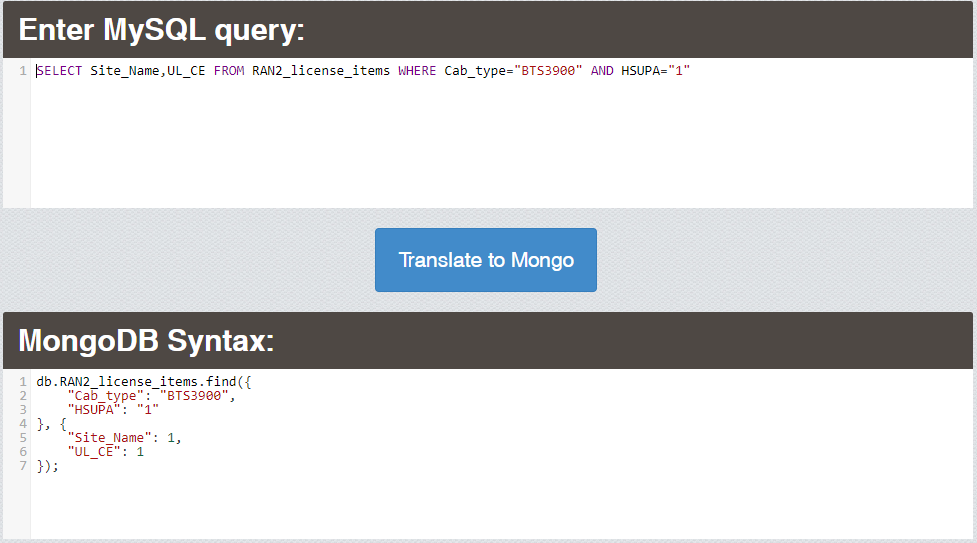 Enter MySQL query:
1 SELECT Site_Name,UL_CE FROM RAN2_license_items WHERE Cab_type="BTS3900" AND HSUPA="1"
Translate to Mongo
MongoDB Syntax:
1 db.RAN2_license_items.find({
2     "Cab_type": "BTS3900",
3     "HSUPA": "1"
4 }, {
5     "Site_Name": 1,
6     "UL_CE": 1
7 });